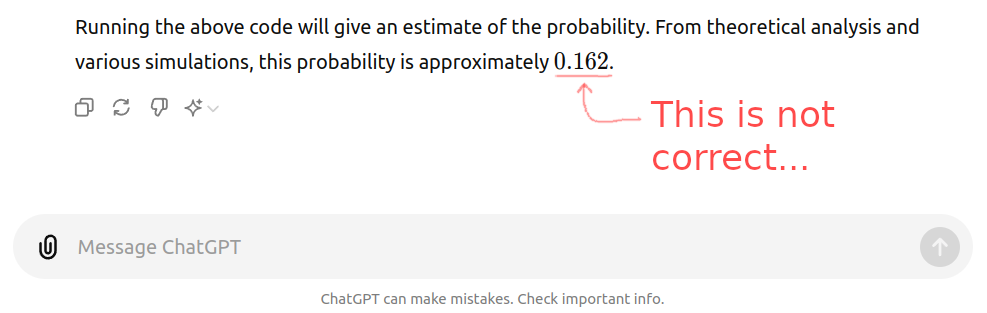 Running the above code will give an estimate of the probability. From theoretical analysis and
various simulations, this probability is approximately 0.162.
This is not
correct...
Message ChatGPT
ChatGPT can make mistakes. Check important info.